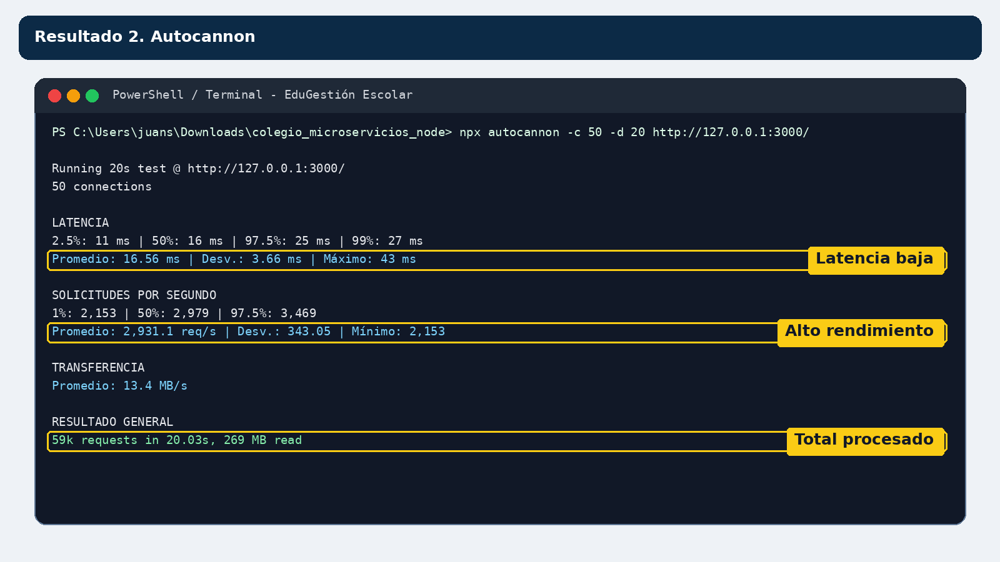 Resultado 2. Autocannon
PowerShell / Terminal - EduGestión Escolar
PS C:\Users\juans\Downloads\colegio_microservicios_node> npx autocannon -c 50 -d 20 http://127.0.0.1:3000/
Running 20s test @ http://127.0.0.1:3000/
50 connections
LATENCIA
2.5%: 11 ms | 50%: 16 ms | 97.5%: 25 ms | 99%: 27 ms
Promedio: 16.56 ms | Desv.: 3.66 ms | Máximo: 43 ms
Latencia baja
SOLICITUDES POR SEGUNDO
1%: 2,153 | 50%: 2,979 | 97.5%: 3,469
Promedio: 2,931.1 req/s | Desv.: 343.05 | Mínimo: 2,153
Alto rendimiento
TRANSFERENCIA
Promedio: 13.4 MB/s
RESULTADO GENERAL
59k requests in 20.03s, 269 MB read
Total procesado